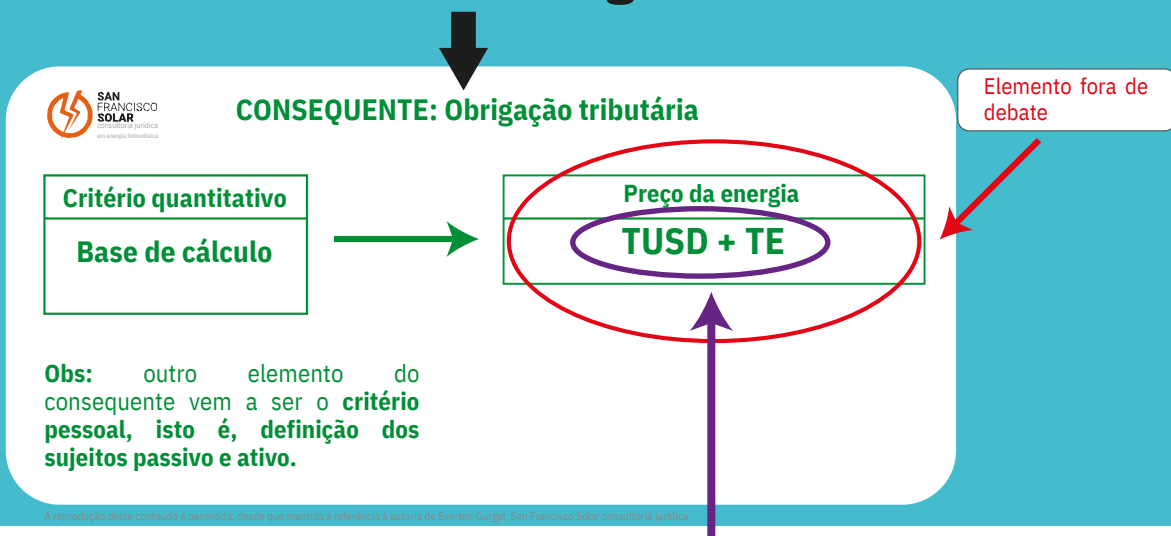 SAN
FRANCISCO
SOLAR
consultoria jurídica
em energia fotovoltaica
CONSEQUENTE: Obrigação tributária
Elemento fora de
debate
Critério quantitativo
Base de cálculo
Preço da energia
TUSD + TE
Obs: outro elemento do
consequente vem a ser o critério
pessoal, isto é, definição dos
sujeitos passivo e ativo.
A reprodução deste conteúdo é permitida, desde que mantida a referência à autoria de Everton Gurgel, San Francisco Solar consultoria jurídica